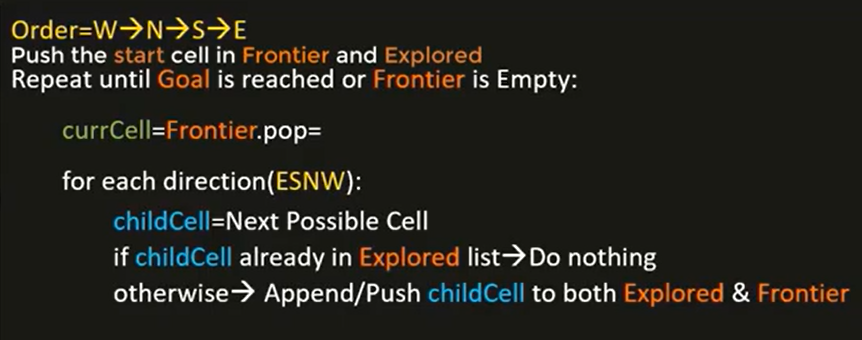 Order=W→N→S→E
Push the start cell in Frontier and Explored
Repeat until Goal is reached or Frontier is Empty:
currCell=Frontier.pop=
for each direction(ESNW):
childCell=Next Possible Cell
if childCell already in Explored list→Do nothing
otherwise→ Append/Push childCell to both Explored & Frontier